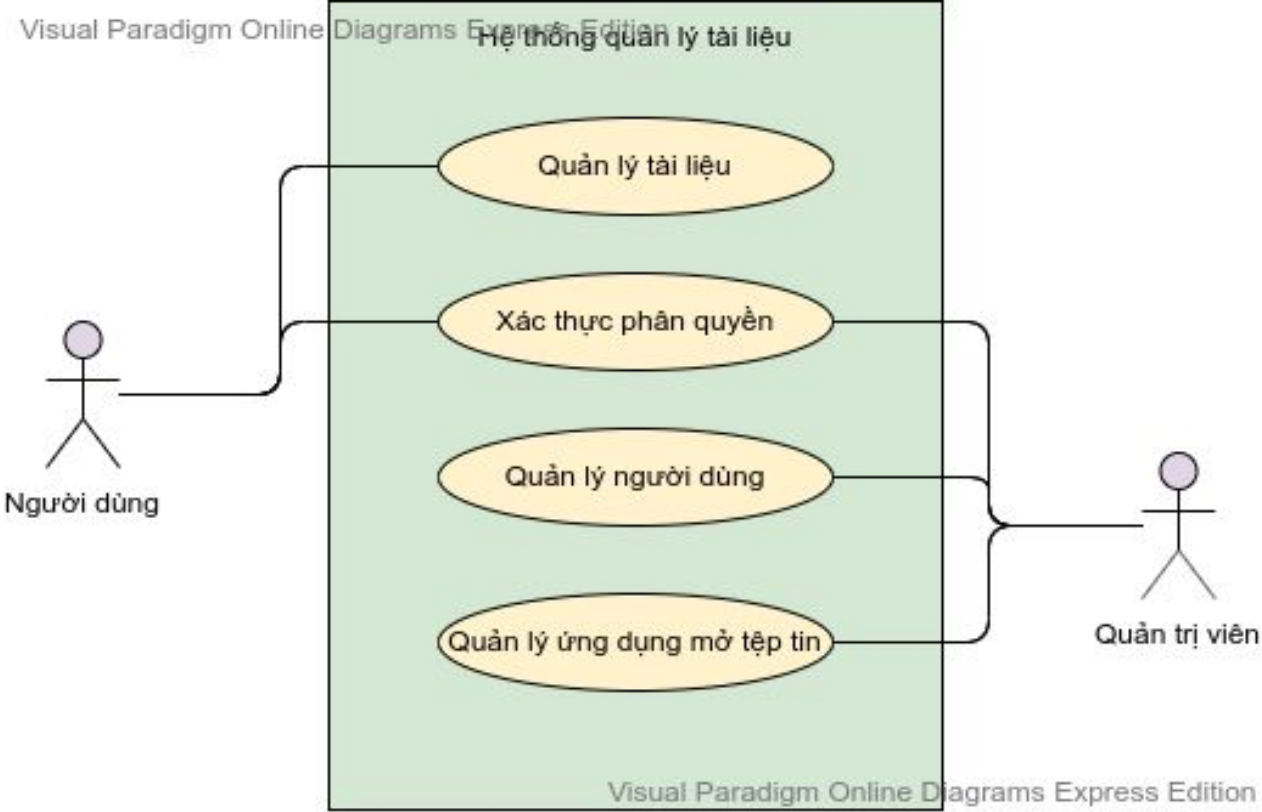 Visual Paradigm Online Diagrams Express Edition
Hệ thống quản lý tài liệu
Quản lý tài liệu
Xác thực phân quyền
Quản lý người dùng
Quản lý ứng dụng mở tệp tin
Người dùng
Quản trị viên
Visual Paradigm Online Diagrams Express Edition